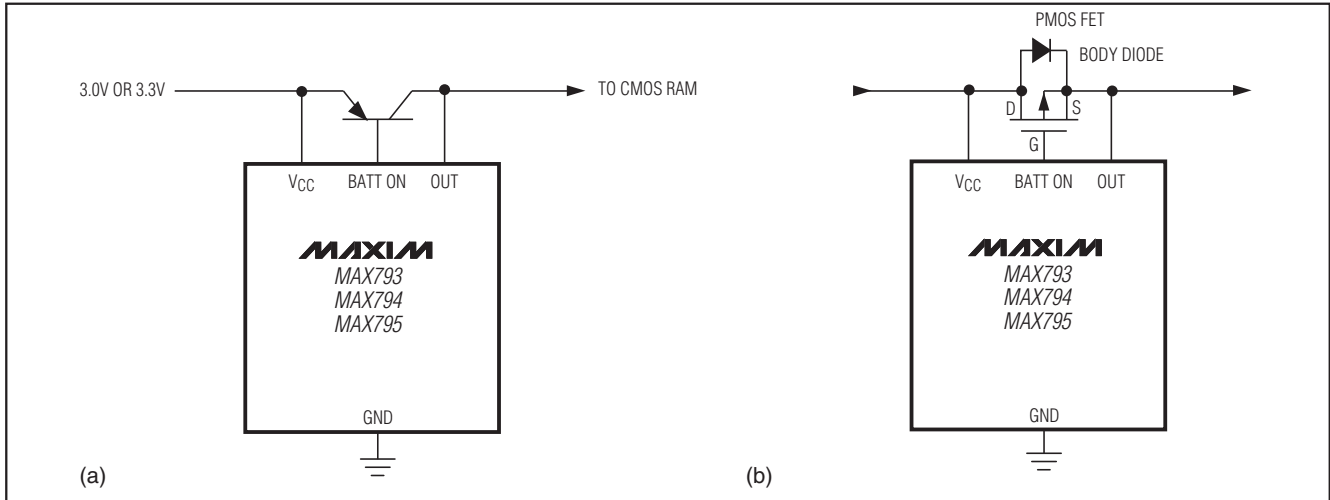 PMOS FET
BODY DIODE
3.0V OR 3.3V
TO CMOS RAM
D
S
G
VCC BATT ON OUT
VCC BATT ON OUT
MAXIM
MAX793
MAX794
MAX795
MAXIM
MAX793
MAX794
MAX795
GND
GND
(a)
(b)